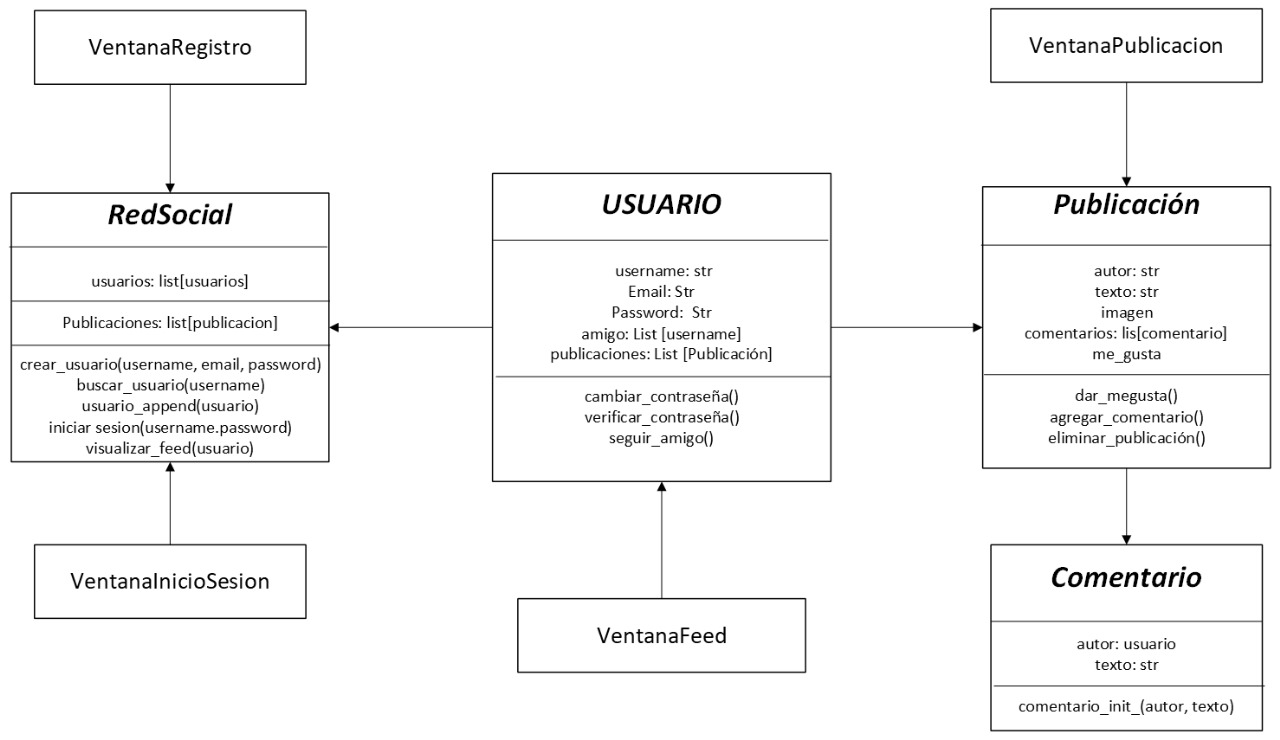 VentanaRegistro
RedSocial
usuarios: list[usuarios]
Publicaciones: list[publicacion]
crear_usuario(username, email, password)
buscar_usuario(username)
usuario_append(usuario)
iniciar sesion(username.password)
visualizar_feed(usuario)
VentanaInicioSesion
USUARIO
username: str
Email: Str
Password:  Str
amigo: List [username]
publicaciones: List [Publicación]
cambiar_contraseña()
verificar_contraseña()
seguir_amigo()
VentanaFeed
VentanaPublicacion
Publicación
autor: str
texto: str
imagen
comentarios: lis[comentario]
me_gusta
dar_megusta()
agregar_comentario()
eliminar_publicación()
Comentario
autor: usuario
texto: str
comentario_init_(autor, texto)